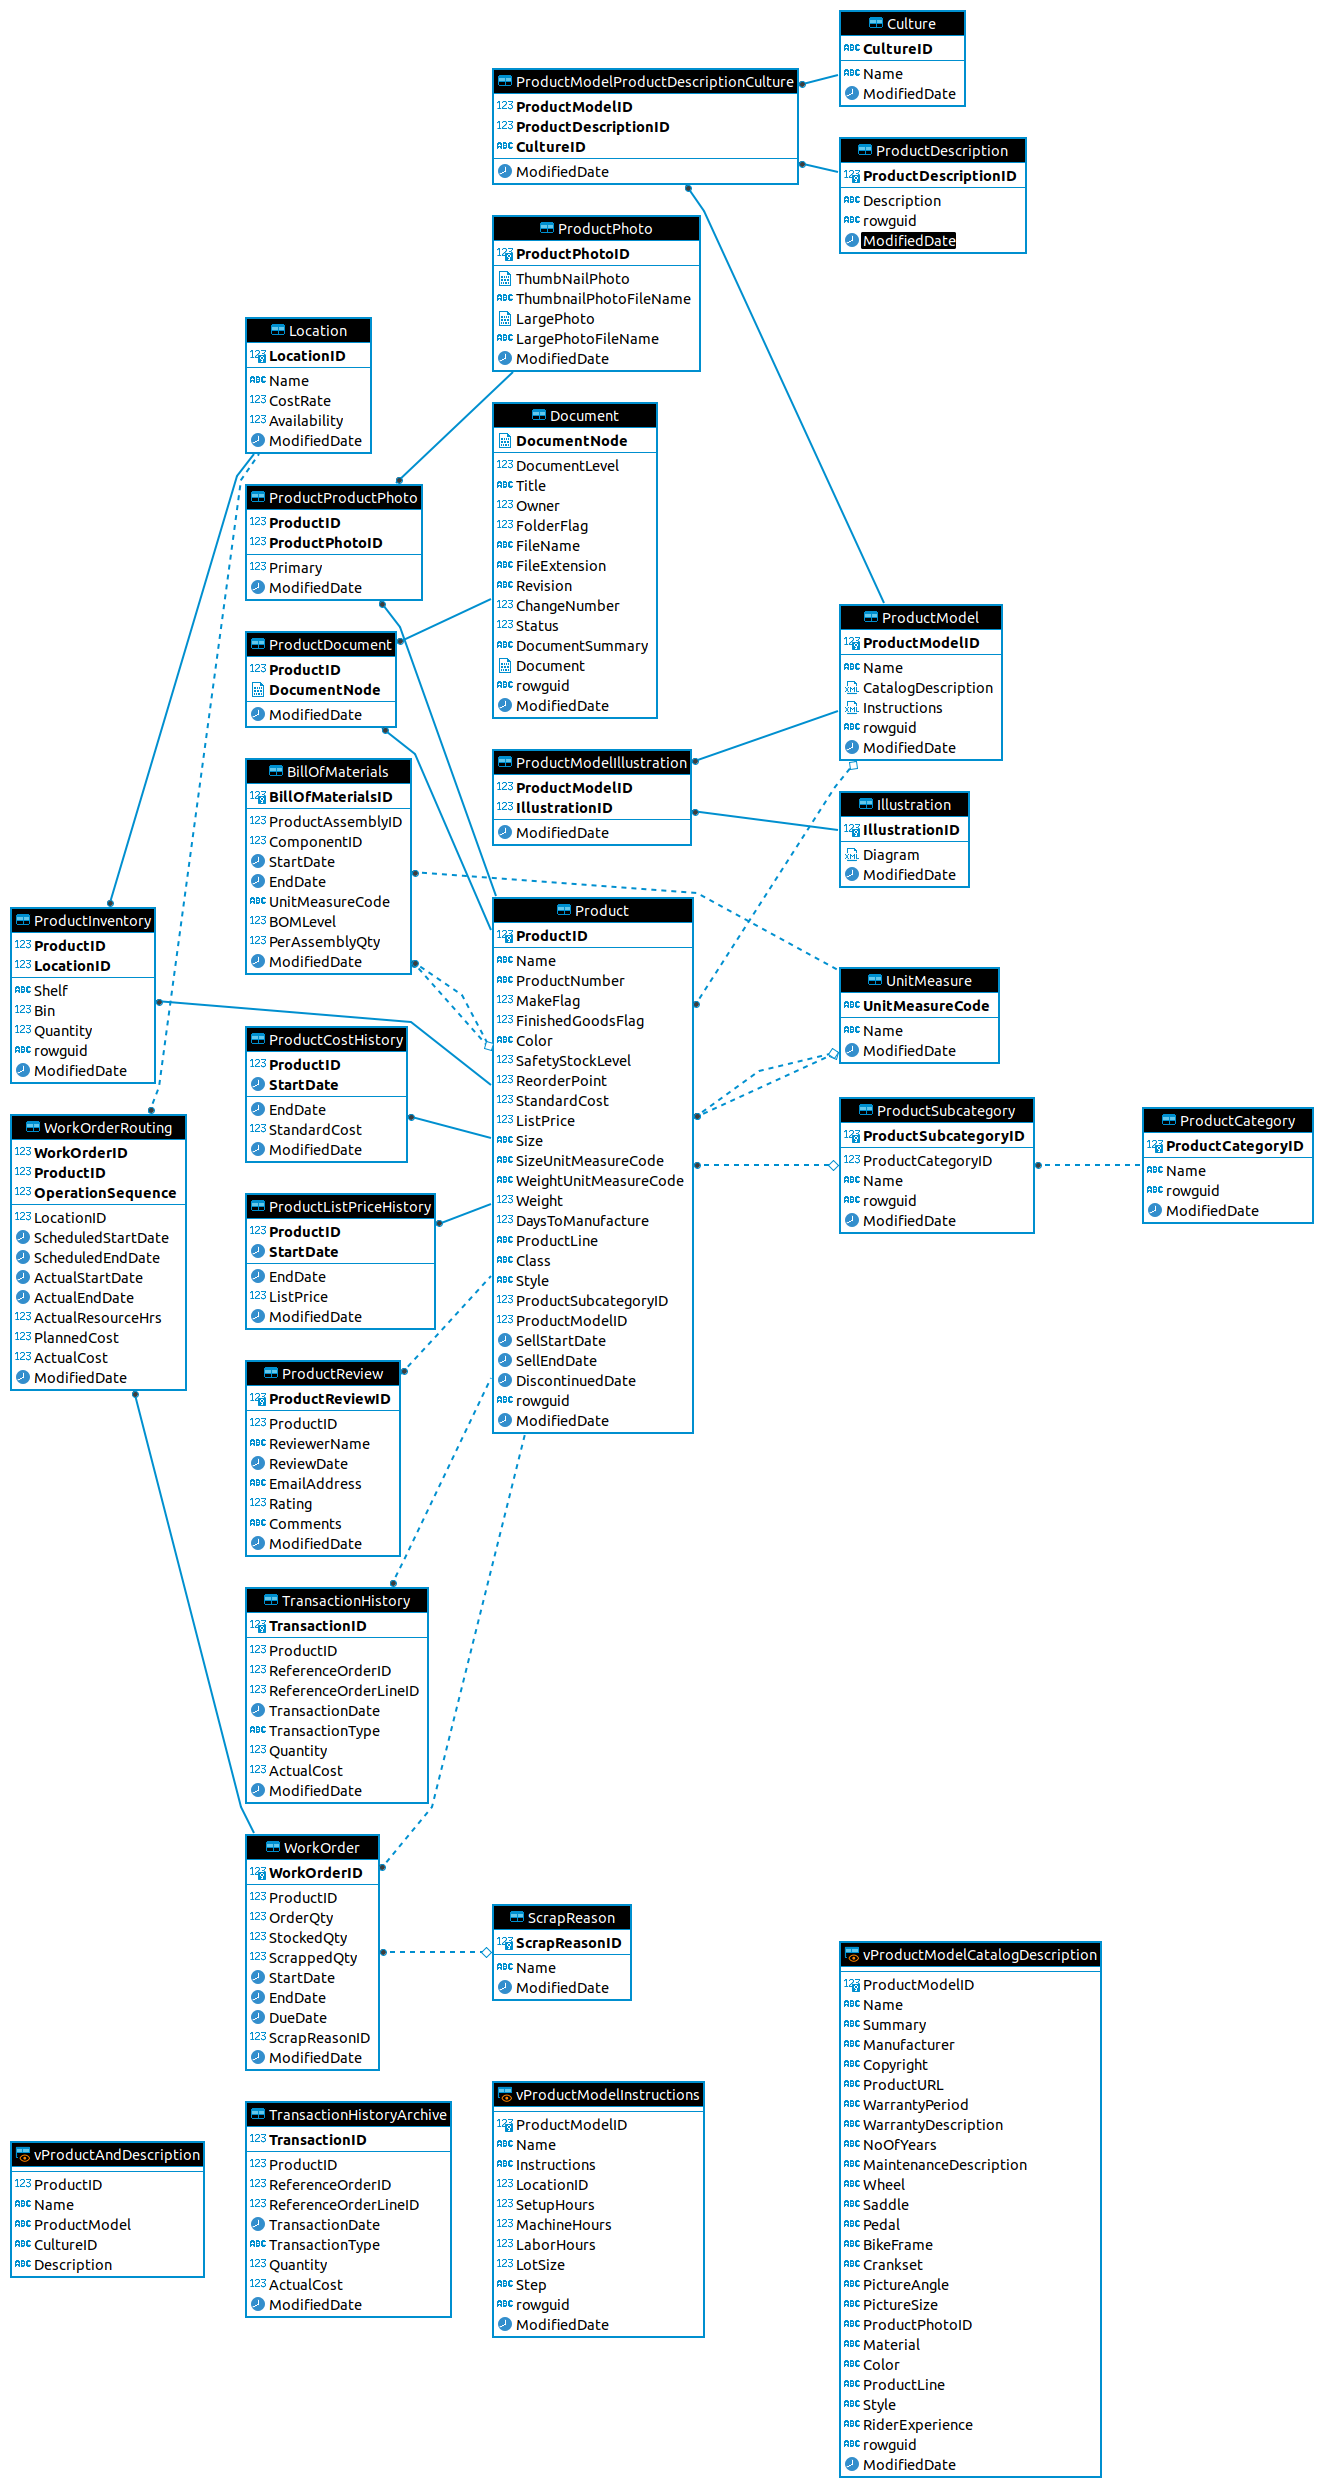 Culture
CultureID
Name
ModifiedDate
ProductModelProductDescriptionCulture
ProductModelID
ProductDescriptionID
CultureID
ModifiedDate
ProductDescription
ProductDescriptionID
Description
rowguid
ModifiedDate
ProductPhoto
ProductPhotoID
ThumbNailPhoto
ThumbnailPhotoFileName
LargePhoto
LargePhotoFileName
ModifiedDate
Location
LocationID
Name
CostRate
Availability
ModifiedDate
Document
DocumentNode
DocumentLevel
Title
Owner
FolderFlag
FileName
FileExtension
Revision
ChangeNumber
Status
DocumentSummary
Document
rowguid
ModifiedDate
ProductProductPhoto
ProductID
ProductPhotoID
Primary
ModifiedDate
ProductModel
ProductModelID
Name
CatalogDescription
Instructions
rowguid
ModifiedDate
ProductDocument
ProductID
DocumentNode
ModifiedDate
ProductModelIllustration
ProductModelID
IllustrationID
ModifiedDate
BillOfMaterials
BillOfMaterialsID
ProductAssemblyID
ComponentID
StartDate
EndDate
UnitMeasureCode
BOMLevel
PerAssemblyQty
ModifiedDate
Illustration
IllustrationID
Diagram
ModifiedDate
Product
ProductID
Name
ProductNumber
MakeFlag
FinishedGoodsFlag
Color
SafetyStockLevel
ReorderPoint
StandardCost
ListPrice
Size
SizeUnitMeasureCode
WeightUnitMeasureCode
Weight
DaysToManufacture
ProductLine
Class
Style
ProductSubcategoryID
ProductModelID
SellStartDate
SellEndDate
DiscontinuedDate
rowguid
ModifiedDate
ProductInventory
ProductID
LocationID
Shelf
Bin
Quantity
rowguid
ModifiedDate
UnitMeasure
UnitMeasureCode
Name
ModifiedDate
ProductCostHistory
ProductID
StartDate
EndDate
StandardCost
ModifiedDate
ProductSubcategory
ProductSubcategoryID
ProductCategoryID
Name
rowguid
ModifiedDate
ProductCategory
ProductCategoryID
Name
rowguid
ModifiedDate
WorkOrderRouting
WorkOrderID
ProductID
OperationSequence
LocationID
ScheduledStartDate
ScheduledEndDate
ActualStartDate
ActualEndDate
ActualResourceHrs
PlannedCost
ActualCost
ModifiedDate
ProductListPriceHistory
ProductID
StartDate
EndDate
ListPrice
ModifiedDate
ProductReview
ProductReviewID
ProductID
ReviewerName
ReviewDate
EmailAddress
Rating
Comments
ModifiedDate
TransactionHistory
TransactionID
ProductID
ReferenceOrderID
ReferenceOrderLineID
TransactionDate
TransactionType
Quantity
ActualCost
ModifiedDate
WorkOrder
WorkOrderID
ProductID
OrderQty
StockedQty
ScrappedQty
StartDate
EndDate
DueDate
ScrapReasonID
ModifiedDate
ScrapReason
ScrapReasonID
Name
ModifiedDate
vProductModelCatalogDescription
ProductModelID
Name
Summary
Manufacturer
Copyright
ProductURL
WarrantyPeriod
WarrantyDescription
NoOfYears
MaintenanceDescription
Wheel
Saddle
Pedal
BikeFrame
Crankset
PictureAngle
PictureSize
ProductPhotoID
Material
Color
ProductLine
Style
RiderExperience
rowguid
ModifiedDate
vProductModelInstructions
ProductModelID
Name
Instructions
LocationID
SetupHours
MachineHours
LaborHours
LotSize
Step
rowguid
ModifiedDate
TransactionHistoryArchive
TransactionID
ProductID
ReferenceOrderID
ReferenceOrderLineID
TransactionDate
TransactionType
Quantity
ActualCost
ModifiedDate
vProductAndDescription
ProductID
Name
ProductModel
CultureID
Description